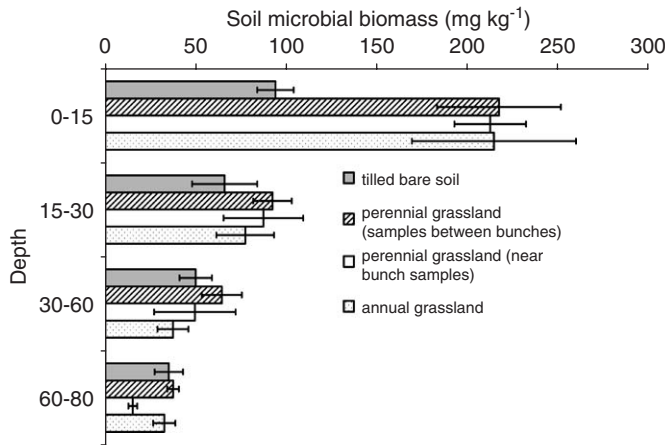 Soil microbial biomass (mg kg-1)
0 50 100 150 200 250 300
Depth
0-15
15-30
30-60
60-80
tilled bare soil
perennial grassland
(samples between bunches)
perennial grassland (near
bunch samples)
annual grassland